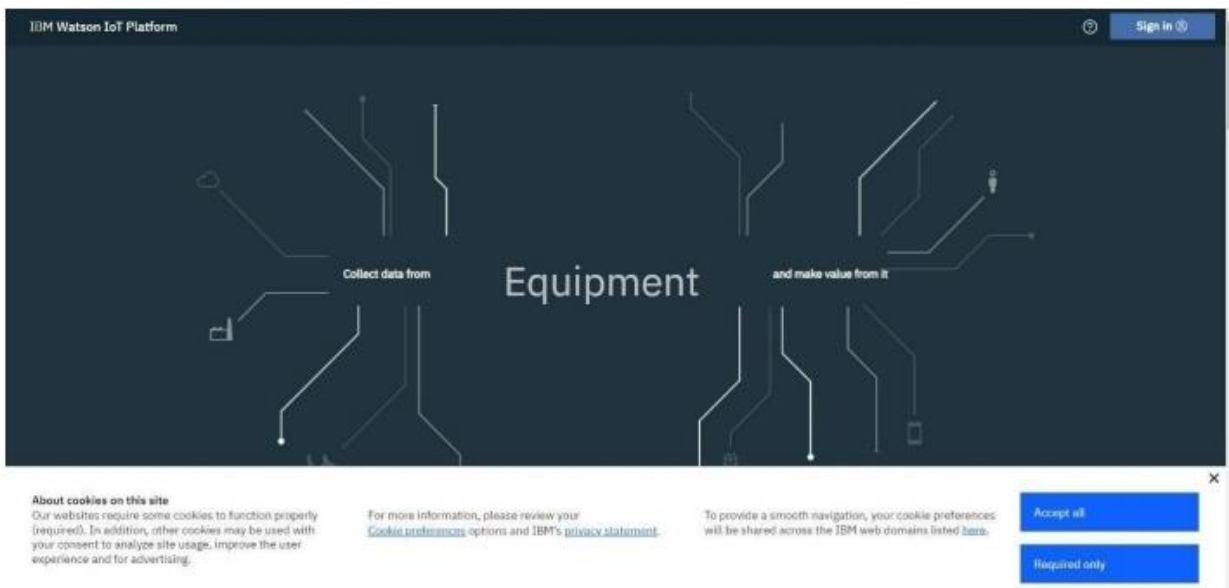 IBM Watson IoT Platform
Sign in
Collect data from
Equipment
and make value from it
About cookies on this site
Our websites require some cookies to function properly
(required). In addition, other cookies may be used with
your consent to analyze site usage, improve the user
experience and for advertising.
For more information, please review your
Cookie preferences options and IBM's privacy statement.
To provide a smooth navigation, your cookie preferences
will be shared across the IBM web domains listed here.
Accept all
Required only